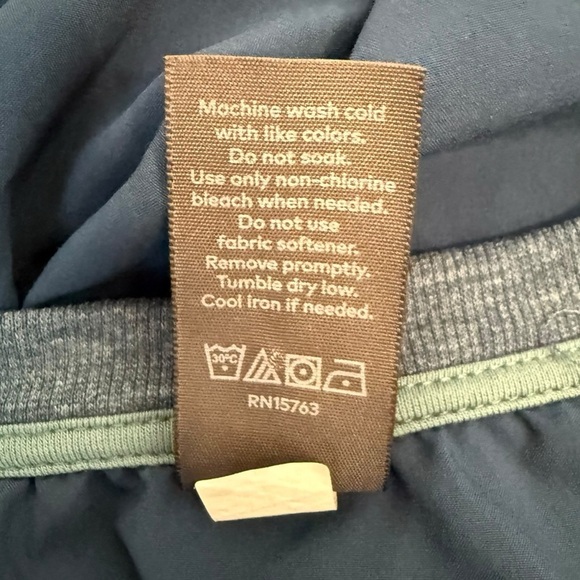 Machine wash cold
with like colors.
Do not soak.
Use only non-chlorine
bleach when needed.
Do not use
fabric softener.
Remove promptly.
Tumble dry low.
Cool iron if needed.
30°C
RN15763